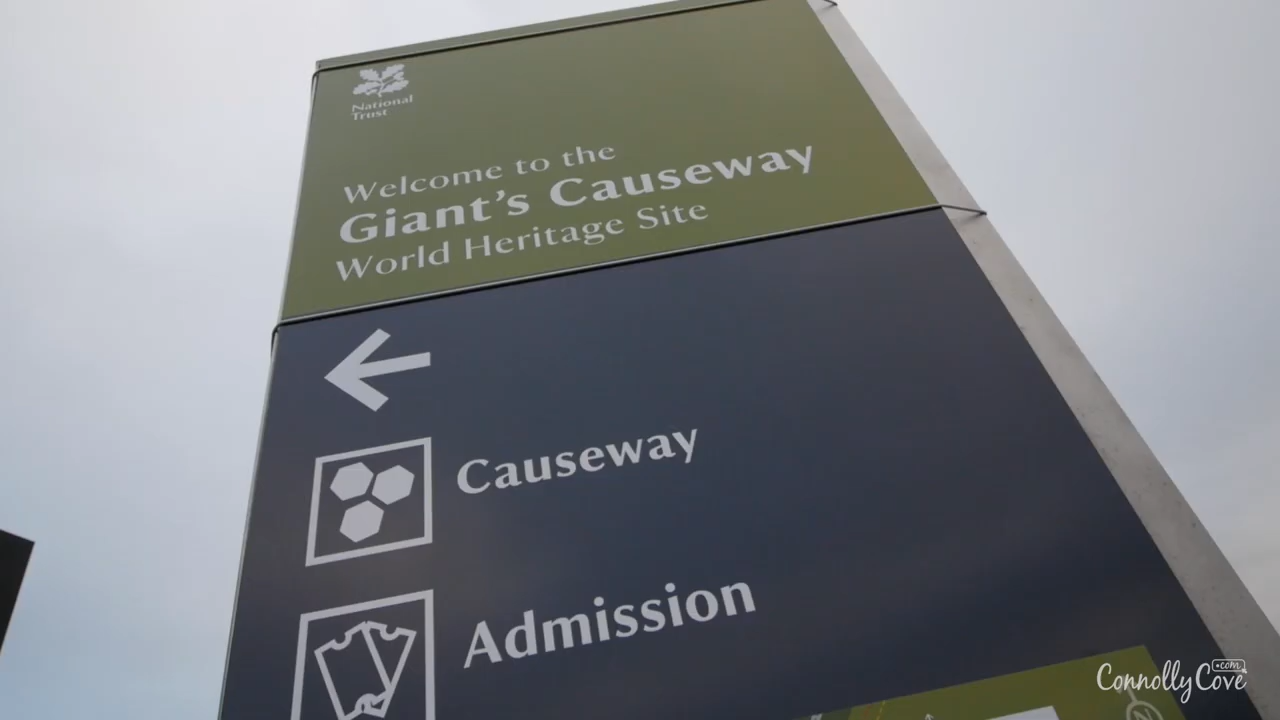 National
Trust
Welcome to the
Giant's Causeway
World Heritage Site
Causeway
Admission
N
ConnollyCove.com